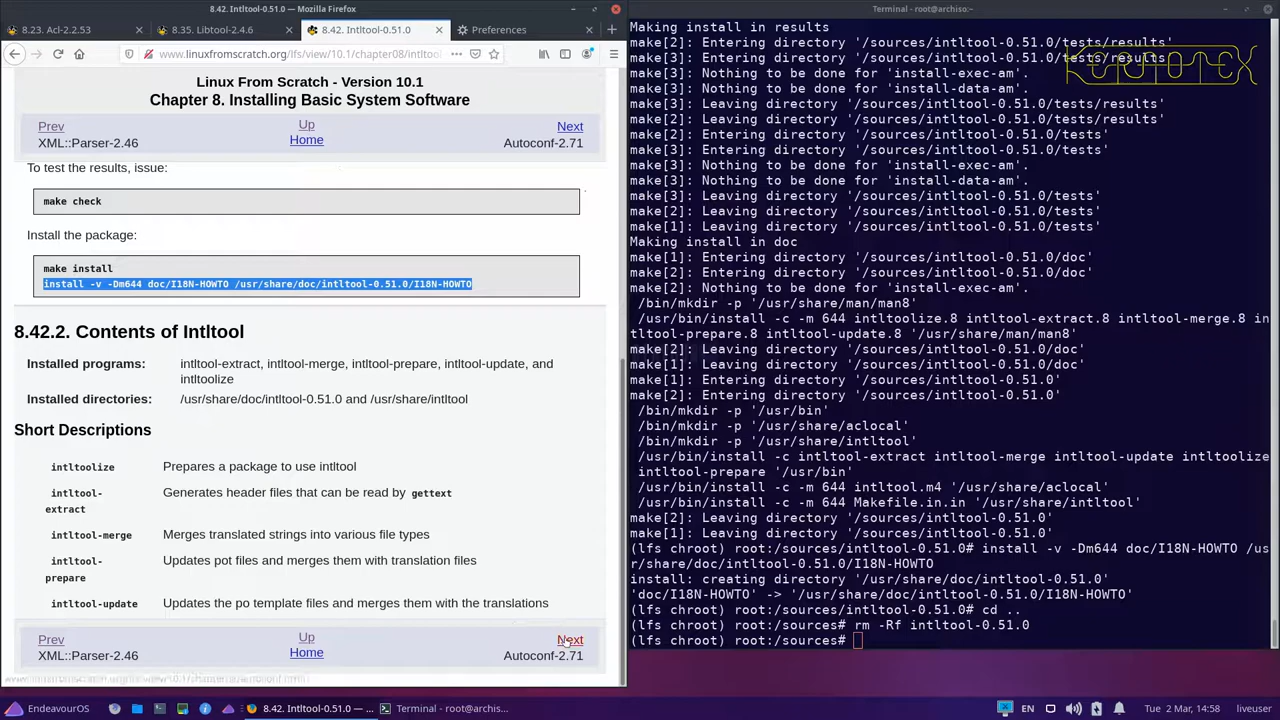 8.42. Intltool-0.51.0 — Mozilla Firefox
8.23. Acl-2.2.53
8.35. Libtool-2.4.6
8.42. Intltool-0.51.0
Preferences
www.linuxfromscratch.org/lfs/view/10.1/chapter08/intltoo
Linux From Scratch - Version 10.1
Chapter 8. Installing Basic System Software
Prev
Up
Next
XML::Parser-2.46
Home
Autoconf-2.71
To test the results, issue:
make check
Install the package:
make install
install -v -Dm644 doc/I18N-HOWTO /usr/share/doc/intltool-0.51.0/I18N-HOWTO
8.42.2. Contents of Intltool
Installed programs: intltool-extract, intltool-merge, intltool-prepare, intltool-update, and
intltoolize
Installed directories: /usr/share/doc/intltool-0.51.0 and /usr/share/intltool
Short Descriptions
intltoolize Prepares a package to use intltool
intltool- Generates header files that can be read by gettext
extract
intltool-merge Merges translated strings into various file types
intltool- Updates pot files and merges them with translation files
prepare
intltool-update Updates the po template files and merges them with the translations
Prev
Up
Next
XML::Parser-2.46
Home
Autoconf-2.71
Terminal - root@archiso:~
Making install in results
make[2]: Entering directory '/sources/intltool-0.51.0/tests/results'
make[3]: Entering directory '/sources/intltool-0.51.0/tests/results'
make[3]: Nothing to be done for 'install-exec-am'.
make[3]: Nothing to be done for 'install-data-am'.
make[3]: Leaving directory '/sources/intltool-0.51.0/tests/results'
make[2]: Leaving directory '/sources/intltool-0.51.0/tests/results'
make[2]: Entering directory '/sources/intltool-0.51.0/tests'
make[3]: Entering directory '/sources/intltool-0.51.0/tests'
make[3]: Nothing to be done for 'install-exec-am'.
make[3]: Nothing to be done for 'install-data-am'.
make[3]: Leaving directory '/sources/intltool-0.51.0/tests'
make[2]: Leaving directory '/sources/intltool-0.51.0/tests'
make[1]: Leaving directory '/sources/intltool-0.51.0/tests'
Making install in doc
make[1]: Entering directory '/sources/intltool-0.51.0/doc'
make[2]: Entering directory '/sources/intltool-0.51.0/doc'
make[2]: Nothing to be done for 'install-exec-am'.
/bin/mkdir -p '/usr/share/man/man8'
/usr/bin/install -c -m 644 intltoolize.8 intltool-extract.8 intltool-merge.8 in
tltool-prepare.8 intltool-update.8 '/usr/share/man/man8'
make[2]: Leaving directory '/sources/intltool-0.51.0/doc'
make[1]: Leaving directory '/sources/intltool-0.51.0/doc'
make[1]: Entering directory '/sources/intltool-0.51.0'
make[2]: Entering directory '/sources/intltool-0.51.0'
/bin/mkdir -p '/usr/bin'
/bin/mkdir -p '/usr/share/aclocal'
/bin/mkdir -p '/usr/share/intltool'
/usr/bin/install -c intltool-extract intltool-merge intltool-update intltoolize
intltool-prepare '/usr/bin'
/usr/bin/install -c -m 644 intltool.m4 '/usr/share/aclocal'
/usr/bin/install -c -m 644 Makefile.in.in '/usr/share/intltool'
make[2]: Leaving directory '/sources/intltool-0.51.0'
make[1]: Leaving directory '/sources/intltool-0.51.0'
(lfs chroot) root:/sources/intltool-0.51.0# install -v -Dm644 doc/I18N-HOWTO /us
r/share/doc/intltool-0.51.0/I18N-HOWTO
install: creating directory '/usr/share/doc/intltool-0.51.0'
'doc/I18N-HOWTO' -> '/usr/share/doc/intltool-0.51.0/I18N-HOWTO'
(lfs chroot) root:/sources/intltool-0.51.0# cd ..
(lfs chroot) root:/sources# rm -Rf intltool-0.51.0
(lfs chroot) root:/sources#
EndeavourOS
8.42. Intltool-0.51.0 — ...
Terminal - root@archiso:...
EN
Tue 2 Mar, 14:58
liveuser